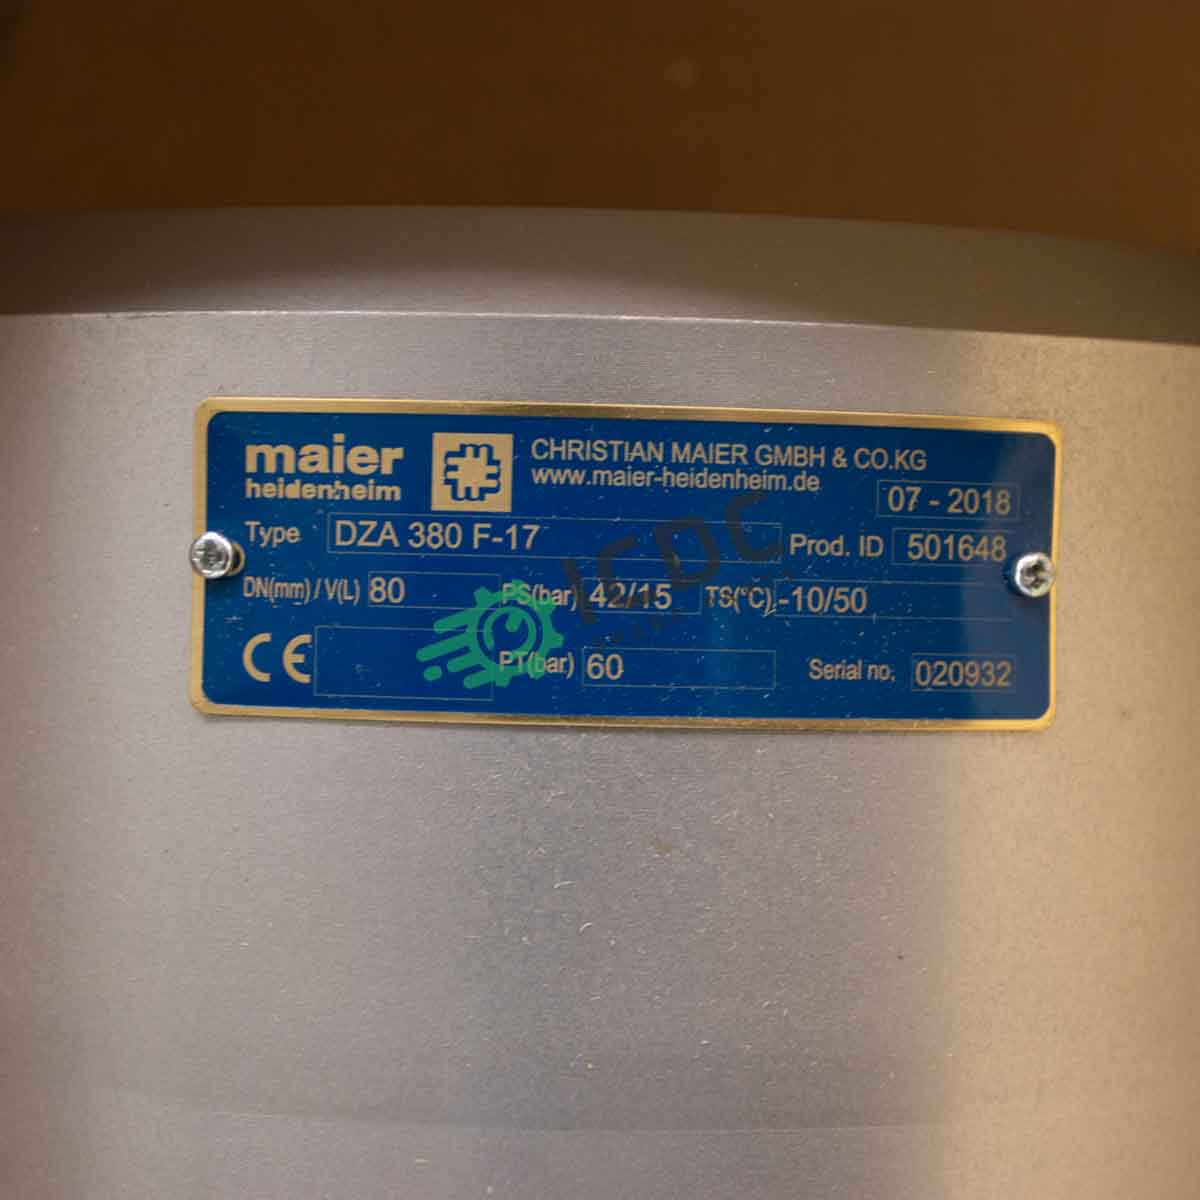 maier
heidenheim
CHRISTIAN MAIER GMBH & CO.KG
www.maier-heidenheim.de
07 - 2018
Type DZA 380 F-17
Prod. ID 501648
DN(mm) / V(L) 80 PS(bar) 42/15 TS(°C) -10/50
CE PT(bar) 60 Serial no. 020932
ICDC